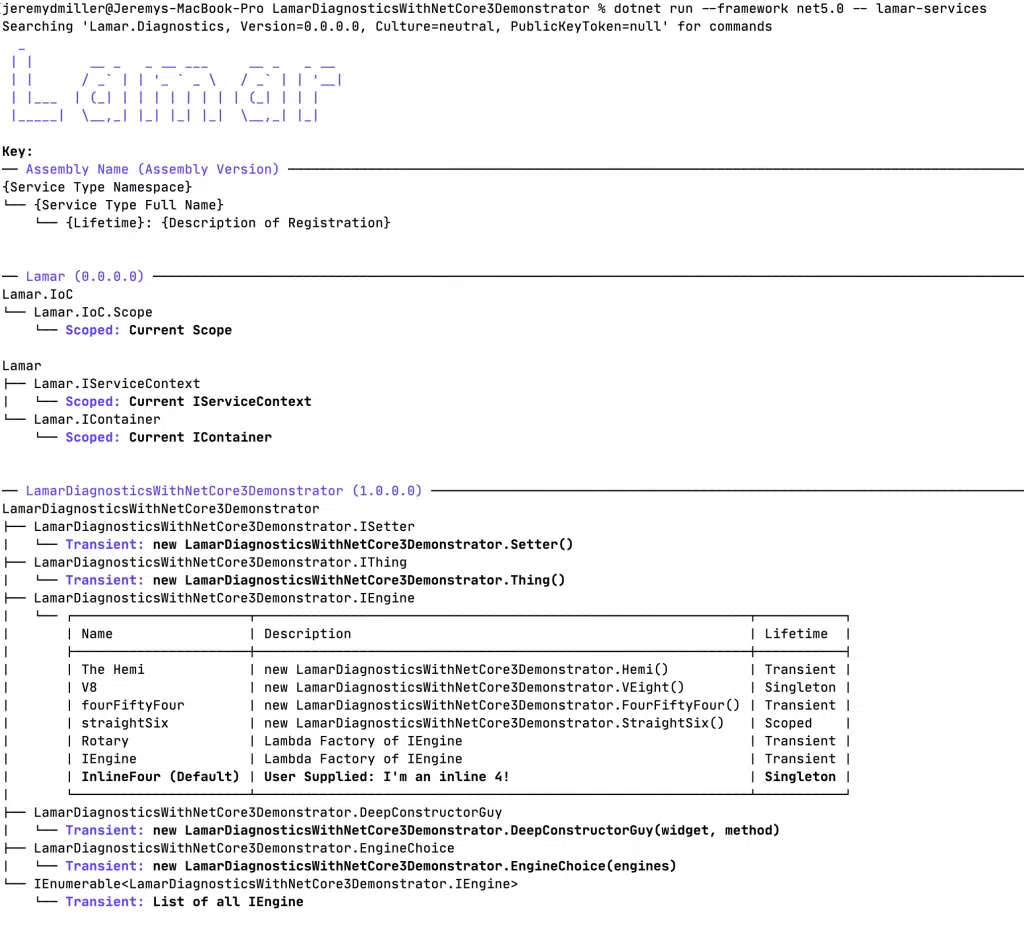 jeremydmiller@Jeremys-MacBook-Pro LamarDiagnosticsWithNetCore3Demonstrator % dotnet run --framework net5.0 -- lamar-services
Searching 'Lamar.Diagnostics, Version=0.0.0.0, Culture=neutral, PublicKeyToken=null' for commands
Lamar
Key:
Assembly Name (Assembly Version)
{Service Type Namespace}
{Service Type Full Name}
{Lifetime}: {Description of Registration}
Lamar (0.0.0.0)
Lamar.IoC
Lamar.IoC.Scope
Scoped: Current Scope
Lamar
Lamar.IServiceContext
Scoped: Current IServiceContext
Lamar.IContainer
Scoped: Current IContainer
LamarDiagnosticsWithNetCore3Demonstrator (1.0.0.0)
LamarDiagnosticsWithNetCore3Demonstrator
LamarDiagnosticsWithNetCore3Demonstrator.ISetter
Transient: new LamarDiagnosticsWithNetCore3Demonstrator.Setter()
LamarDiagnosticsWithNetCore3Demonstrator.IThing
Transient: new LamarDiagnosticsWithNetCore3Demonstrator.Thing()
LamarDiagnosticsWithNetCore3Demonstrator.IEngine
Name | Description | Lifetime
The Hemi | new LamarDiagnosticsWithNetCore3Demonstrator.Hemi() | Transient
V8 | new LamarDiagnosticsWithNetCore3Demonstrator.VEight() | Singleton
fourFiftyFour | new LamarDiagnosticsWithNetCore3Demonstrator.FourFiftyFour() | Transient
straightSix | new LamarDiagnosticsWithNetCore3Demonstrator.StraightSix() | Scoped
Rotary | Lambda Factory of IEngine | Transient
IEngine | Lambda Factory of IEngine | Transient
InlineFour (Default) | User Supplied: I'm an inline 4! | Singleton
LamarDiagnosticsWithNetCore3Demonstrator.DeepConstructorGuy
Transient: new LamarDiagnosticsWithNetCore3Demonstrator.DeepConstructorGuy(widget, method)
LamarDiagnosticsWithNetCore3Demonstrator.EngineChoice
Transient: new LamarDiagnosticsWithNetCore3Demonstrator.EngineChoice(engines)
IEnumerable<LamarDiagnosticsWithNetCore3Demonstrator.IEngine>
Transient: List of all IEngine